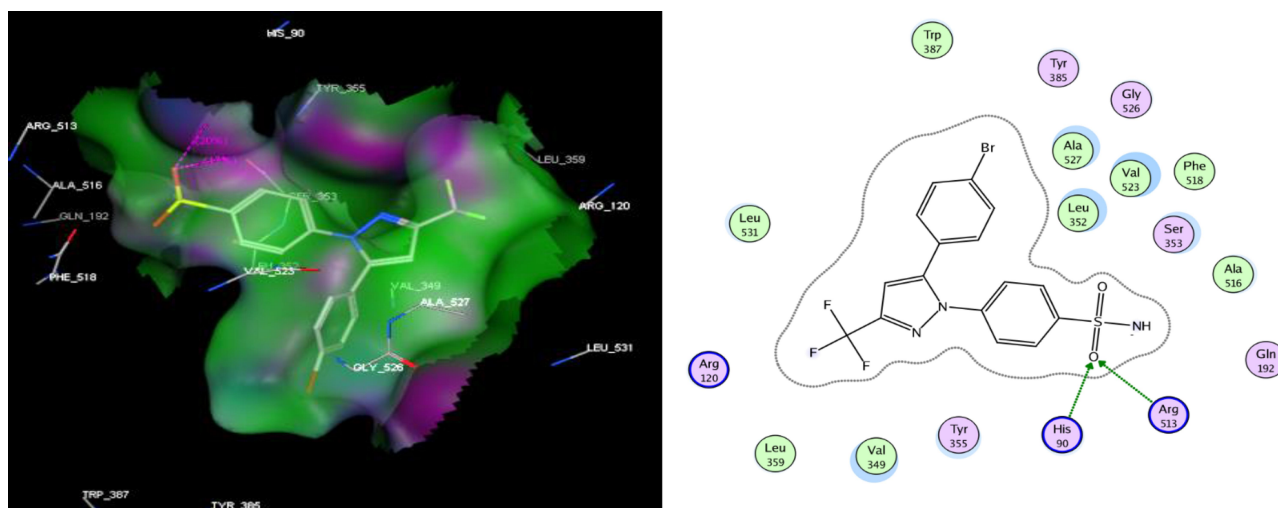 HIS_90
TYR_355
ARG_513
(20%)
LEU_359
ALA_516
SER_353
ARG_120
GLN_192
PHE_518
VAL_523
VAL_349
ALA_527
LEU_531
GLY_526
TRP_387
TYR_385
Trp
387
Tyr
385
Gly
526
Br
Ala
527
Val
523
Phe
518
Leu
352
Leu
531
Ser
353
Ala
516
O
F
N
S
NH
-
F
N
F
O
Gln
192
Arg
120
Arg
513
Tyr
355
His
90
Leu
359
Val
349